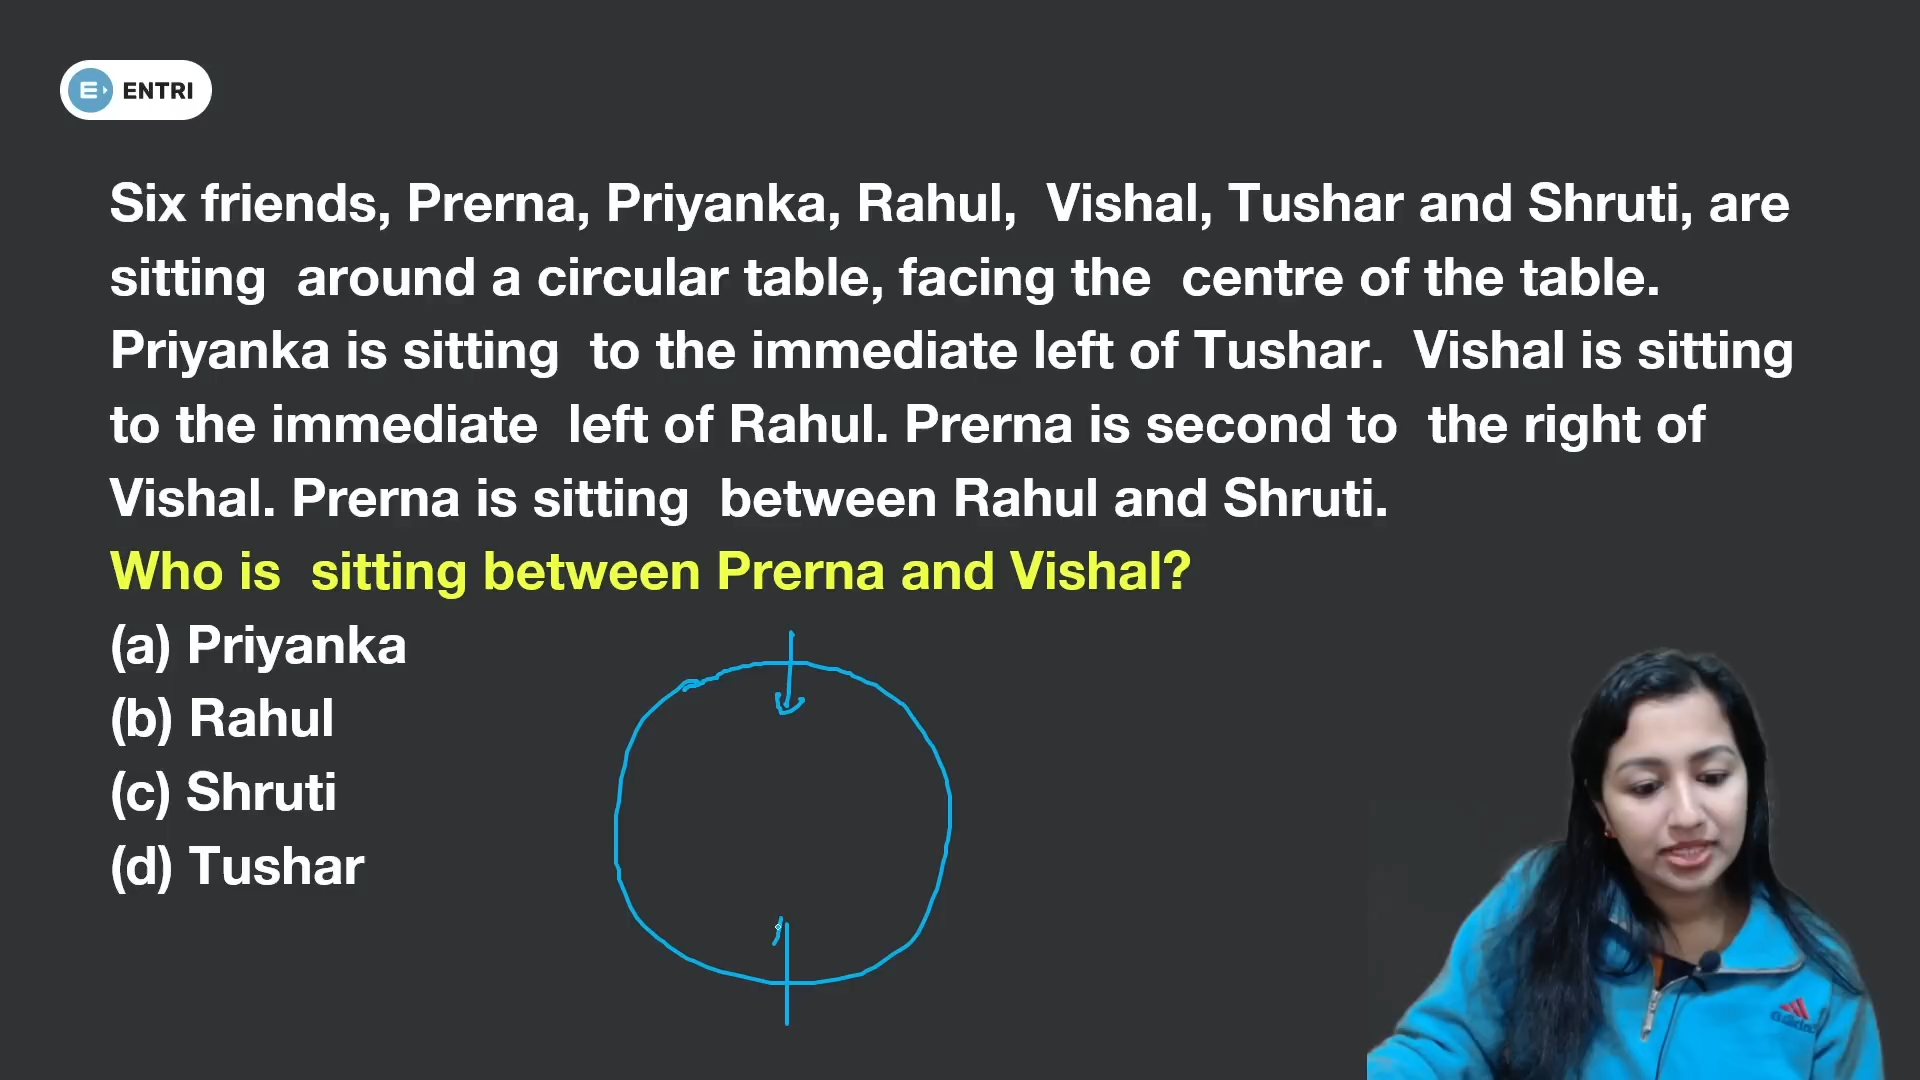 ENTRI
Six friends, Prerna, Priyanka, Rahul, Vishal, Tushar and Shruti, are
sitting around a circular table, facing the centre of the table.
Priyanka is sitting to the immediate left of Tushar. Vishal is sitting
to the immediate left of Rahul. Prerna is second to the right of
Vishal. Prerna is sitting between Rahul and Shruti.
Who is sitting between Prerna and Vishal?
(a) Priyanka
(b) Rahul
(c) Shruti
(d) Tushar